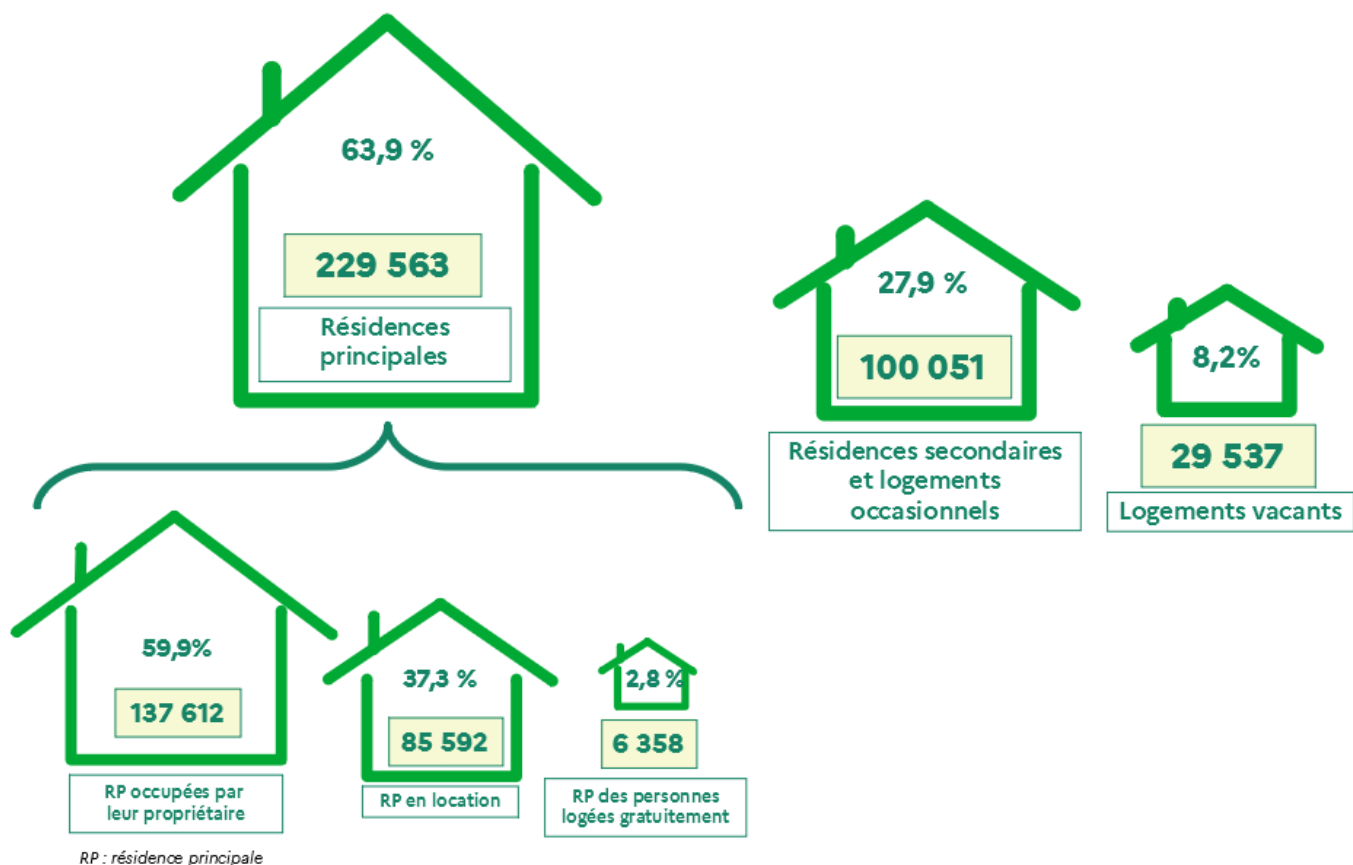 63,9 %
229 563
Résidences
principales
27,9 %
100 051
Résidences secondaires
et logements
occasionnels
8,2%
29 537
Logements vacants
59,9%
137 612
RP occupées par
leur propriétaire
37,3 %
85 592
RP en location
2,8 %
6 358
RP des personnes
logées gratuitement
RP : résidence principale